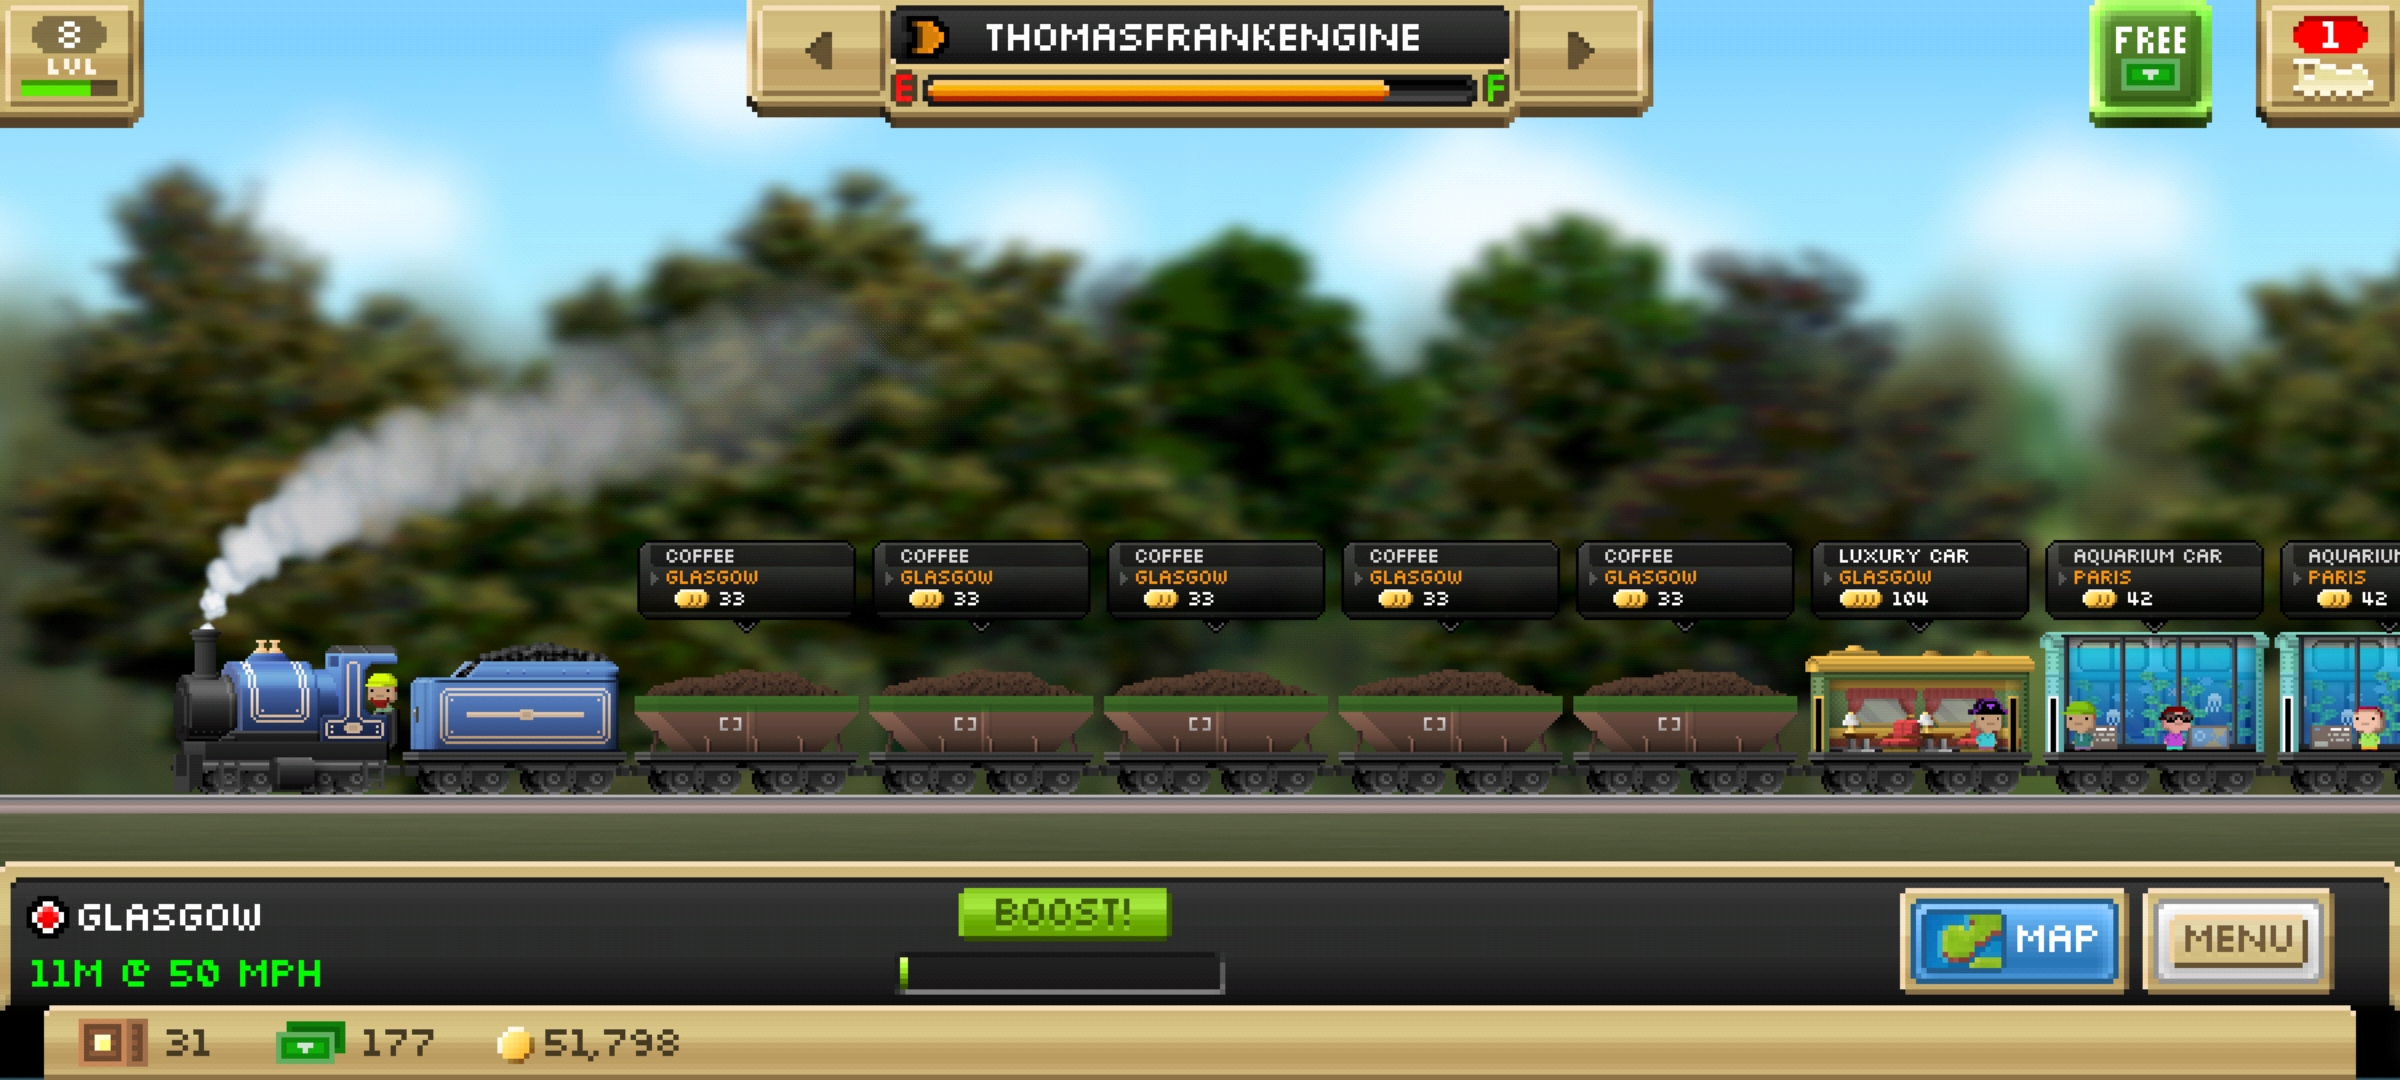 8
LVL
THOMASFRANKENGINE
E F
FREE
1
COFFEE
GLASGOW
33
COFFEE
GLASGOW
33
COFFEE
GLASGOW
33
COFFEE
GLASGOW
33
COFFEE
GLASGOW
33
LUXURY CAR
GLASGOW
104
AQUARIUM CAR
PARIS
42
PARIS
42
GLASGOW
11M @ 50 MPH
BOOST!
MAP
MENU
31
177
51,798